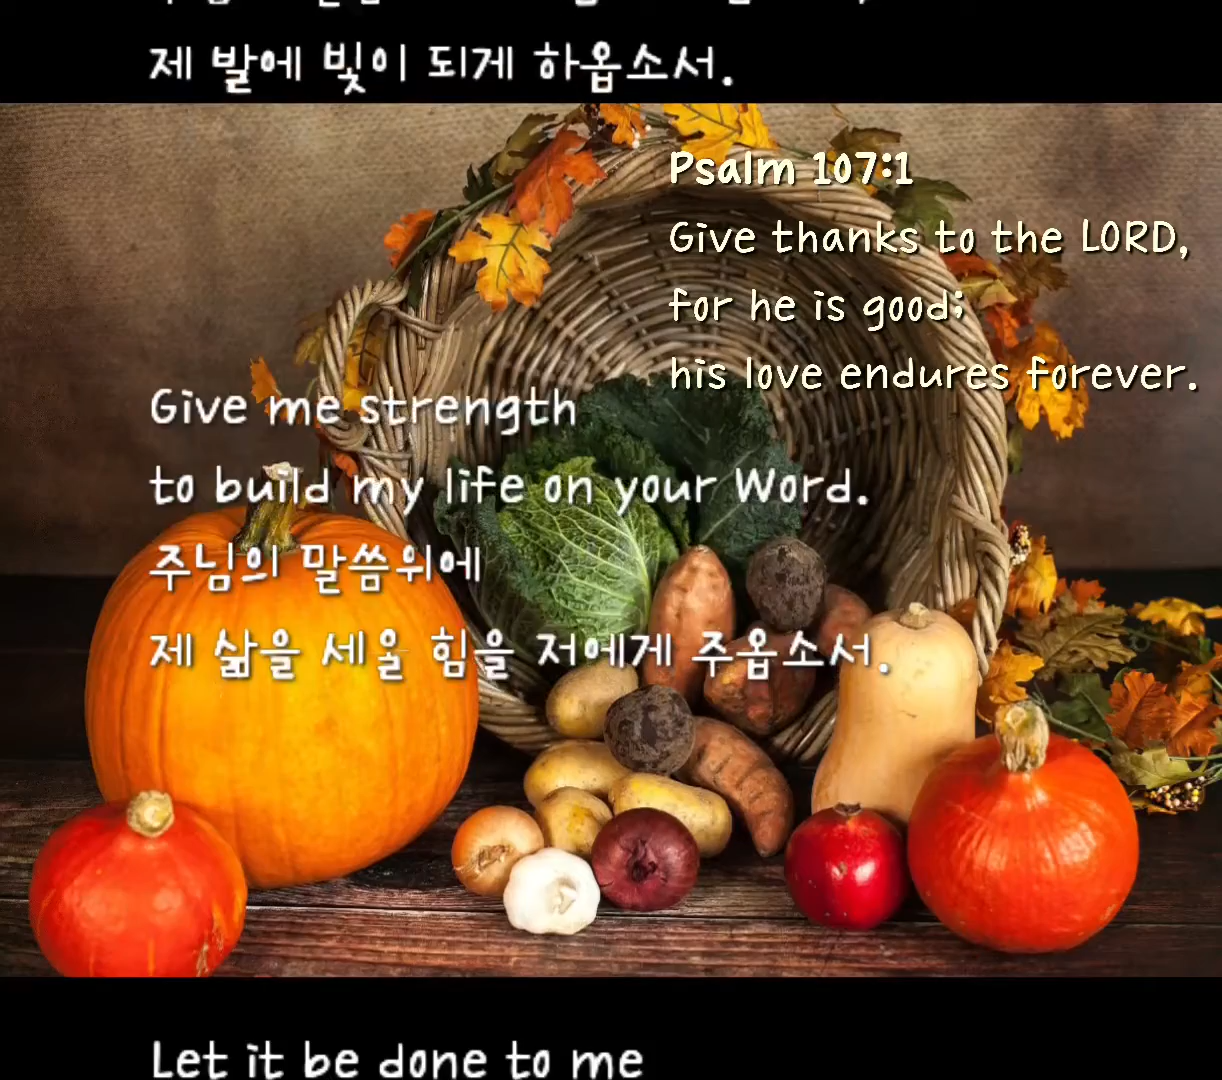 제 발에 빛이 되게 하옵소서.
Psalm 107:1
Give thanks to the LORD,
for he is good;
his love endures forever.
Give me strength
to build my life on your Word.
주님의 말씀위에
제 삶을 세울 힘을 저에게 주옵소서.
Let it be done to me